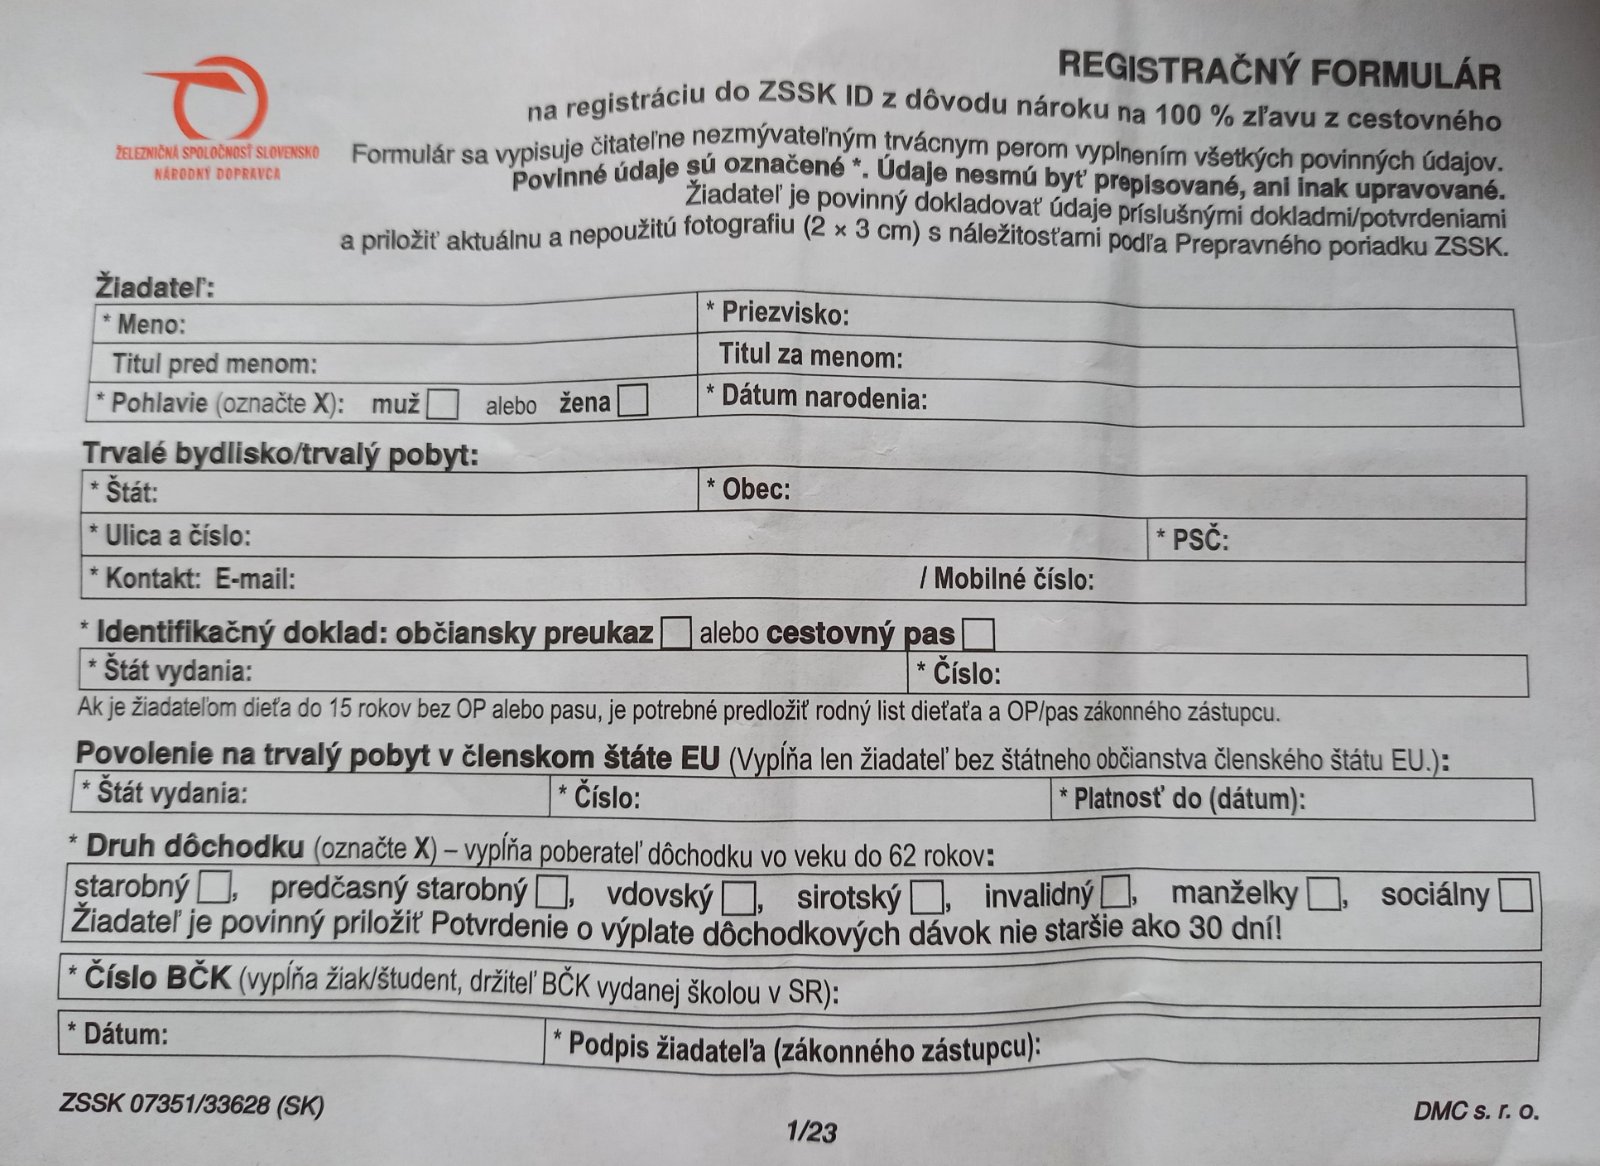 ŽELEZNIČNÁ SPOLOČNOSŤ SLOVENSKO
NÁRODNÝ DOPRAVCA
REGISTRAČNÝ FORMULÁR
na registráciu do ZSSK ID z dôvodu nároku na 100 % zľavu z cestovného
Formulár sa vypisuje čitateľne nezmývateľným trvácnym perom vyplnením všetkých povinných údajov.
Povinné údaje sú označené *. Údaje nesmú byť prepisované, ani inak upravované.
Žiadateľ je povinný dokladovať údaje príslušnými dokladmi/potvrdeniami
a priložiť aktuálnu a nepoužitú fotografiu (2 × 3 cm) s náležitosťami podľa Prepravného poriadku ZSSK.
Žiadateľ:
* Meno: * Priezvisko:
Titul pred menom: Titul za menom:
* Pohlavie (označte X): muž alebo žena * Dátum narodenia:
Trvalé bydlisko/trvalý pobyt:
* Štát: * Obec:
* Ulica a číslo: * PSČ:
* Kontakt: E-mail: / Mobilné číslo:
* Identifikačný doklad: občiansky preukaz alebo cestovný pas
* Štát vydania: * Číslo:
Ak je žiadateľom dieťa do 15 rokov bez OP alebo pasu, je potrebné predložiť rodný list dieťaťa a OP/pas zákonného zástupcu.
Povolenie na trvalý pobyt v členskom štáte EU (Vypĺňa len žiadateľ bez štátneho občianstva členského štátu EU.):
* Štát vydania: * Číslo: * Platnosť do (dátum):
* Druh dôchodku (označte X) – vypĺňa poberateľ dôchodku vo veku do 62 rokov:
starobný , predčasný starobný , vdovský , sirotský , invalidný , manželky , sociálny
Žiadateľ je povinný priložiť Potvrdenie o výplate dôchodkových dávok nie staršie ako 30 dní!
* Číslo BČK (vypĺňa žiak/študent, držiteľ BČK vydanej školou v SR):
* Dátum: * Podpis žiadateľa (zákonného zástupcu):
ZSSK 07351/33628 (SK)
DMC s. r. o.
1/23